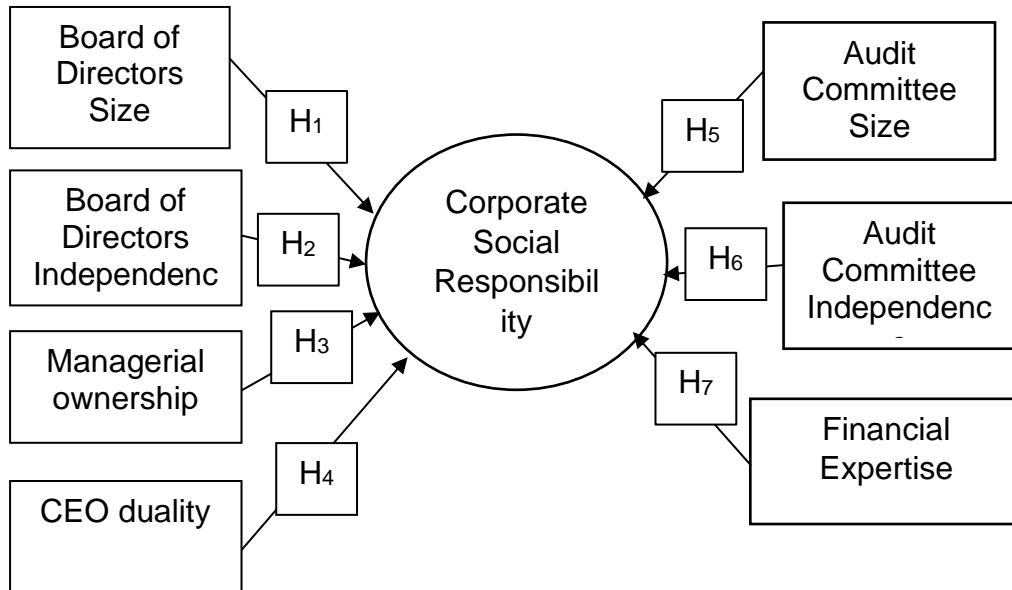 Board of
Directors
Size
H1
Board of
Directors
Independenc
H2
Managerial
ownership
H3
CEO duality
H4
Corporate
Social
Responsibil
ity
Audit
Committee
Size
H5
Audit
Committee
Independenc
H6
Financial
Expertise
H7